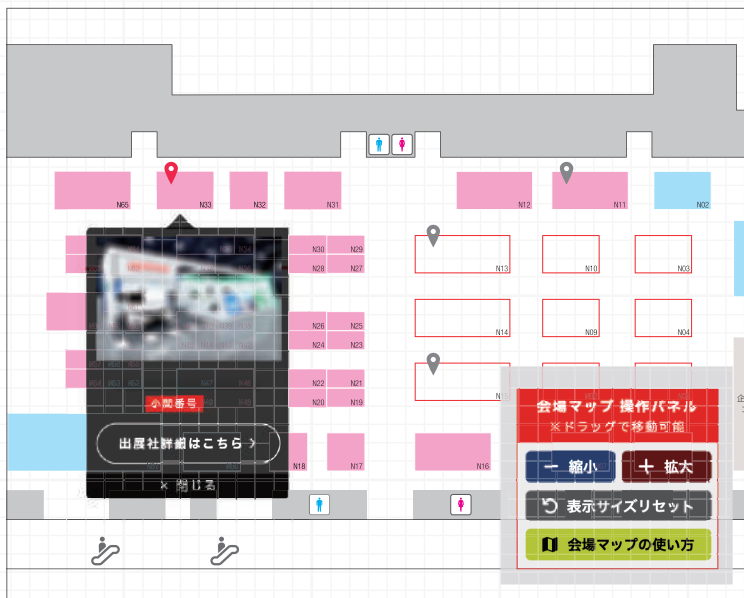 N65
N33
N32
N31
N12
N11
N02
N30
N29
N28
N27
N13
N10
N03
N26
N25
N24
N23
N14
N09
N04
N22
N21
N20
N19
小間番号
出展社詳細はこちら
× 閉じる
N18
N17
N16
会場マップ 操作パネル
※ドラッグで移動可能
縮小
拡大
表示サイズリセット
会場マップの使い方